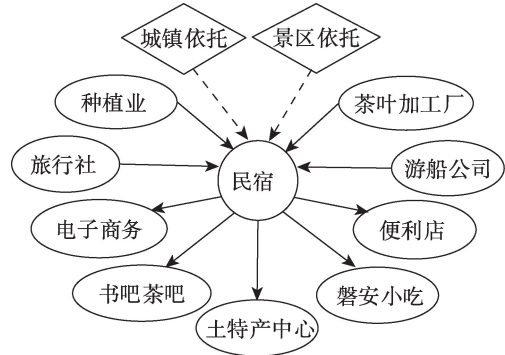 城镇依托
景区依托
种植业
茶叶加工厂
旅行社
民宿
游船公司
电子商务
便利店
书吧茶吧
磐安小吃
土特产中心